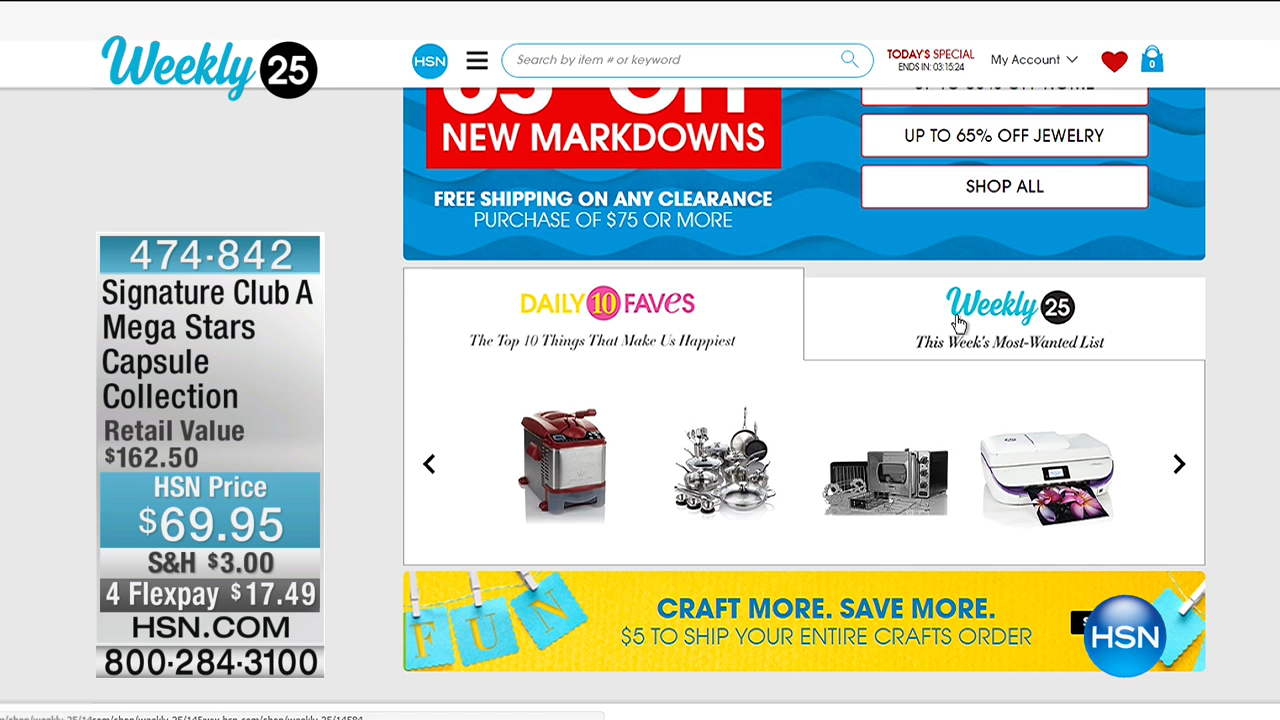 Weekly 25
HSN
Search by item # or keyword
TODAY'S SPECIAL
ENDS IN: 03:15:24
My Account
0
OFF
NEW MARKDOWNS
FREE SHIPPING ON ANY CLEARANCE
PURCHASE OF $75 OR MORE
UP TO 65% OFF JEWELRY
SHOP ALL
474·842
Signature Club A
Mega Stars
Capsule
Collection
Retail Value
$162.50
HSN Price
$69.95
S&H $3.00
4 Flexpay $17.49
HSN.COM
800·284·3100
DAILY 10 FAVES
The Top 10 Things That Make Us Happiest
Weekly 25
This Week's Most-Wanted List
FUN
CRAFT MORE. SAVE MORE.
$5 TO SHIP YOUR ENTIRE CRAFTS ORDER
HSN